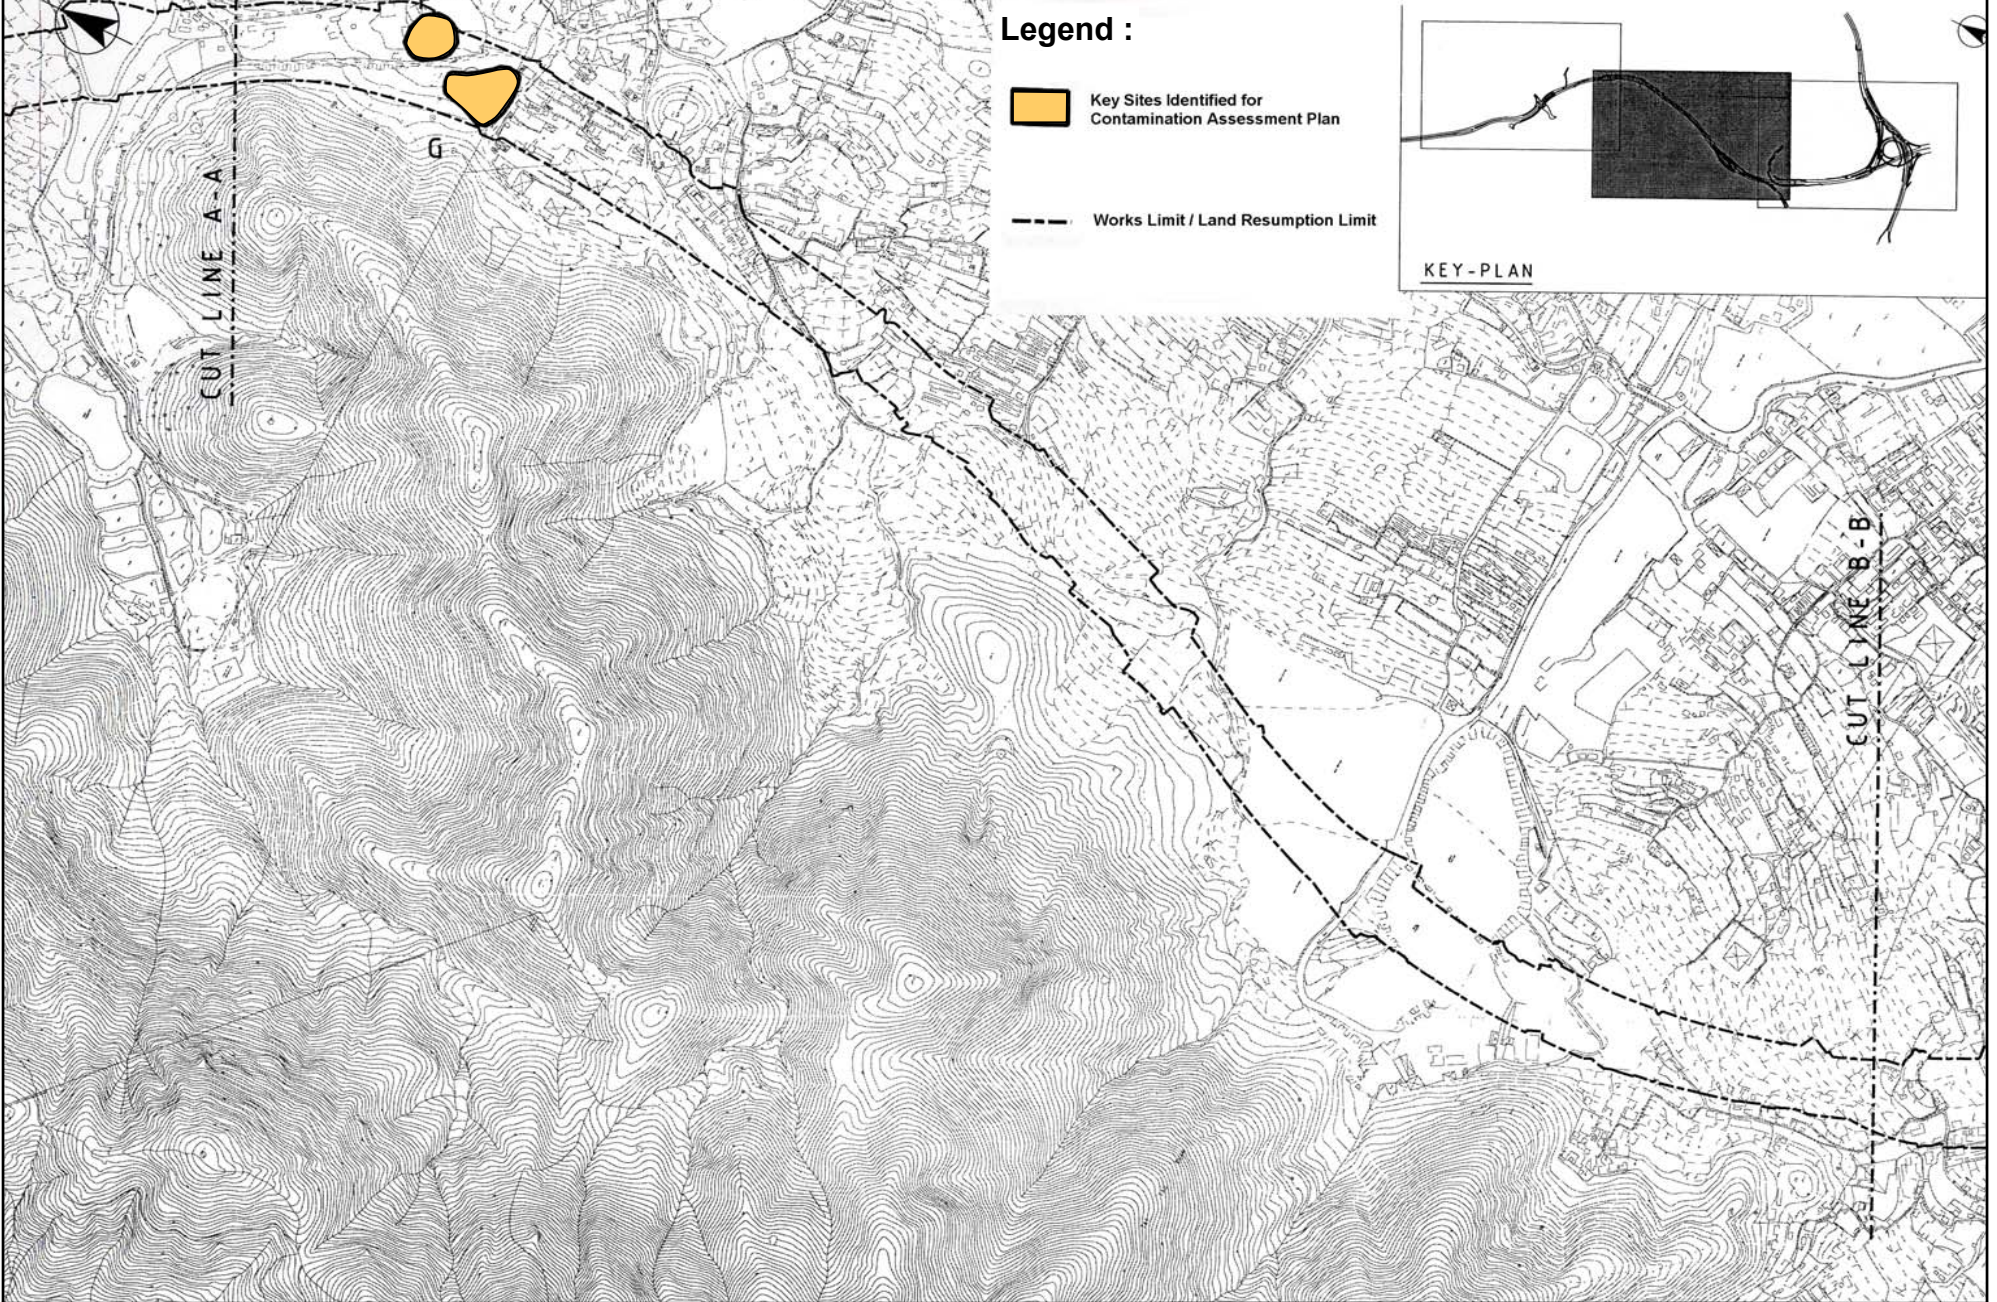 Legend :
Key Sites Identified for
Contamination Assessment Plan
Works Limit / Land Resumption Limit
KEY-PLAN
G
CUT LINE A-A
CUT LINE B-B